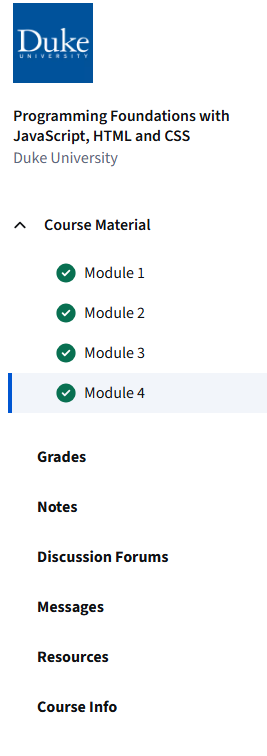 Duke
UNIVERSITY
Programming Foundations with
JavaScript, HTML and CSS
Duke University
Course Material
Module 1
Module 2
Module 3
Module 4
Grades
Notes
Discussion Forums
Messages
Resources
Course Info